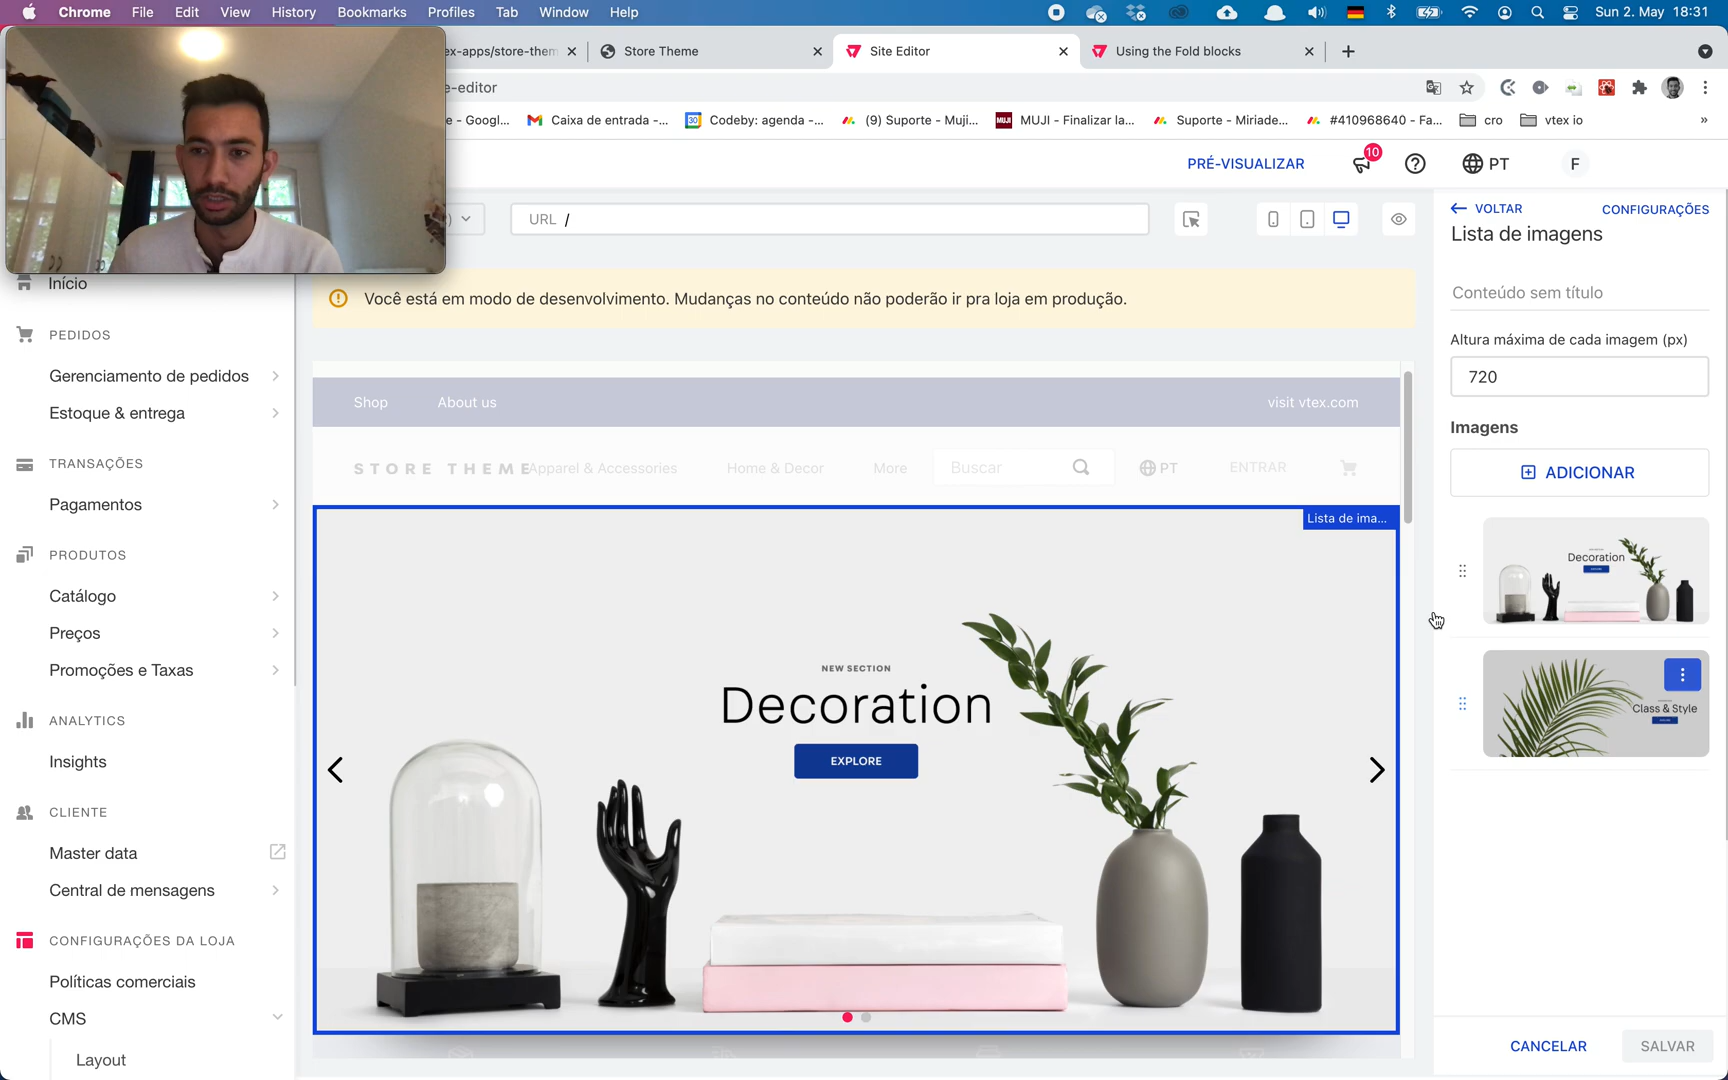 Chrome File Edit View History Bookmarks Profiles Tab Window Help Sun 2. May 18:31
ex-apps/store-them Store Theme Site Editor Using the Fold blocks
e-editor
e - Googl... Caixa de entrada -... Codeby: agenda -... (9) Suporte - Muji... MUJI - Finalizar la... Suporte - Miriade... #410968640 - Fa... cro vtex io »
PRÉ-VISUALIZAR 10 PT F
) URL /
VOLTAR CONFIGURAÇÕES
Lista de imagens
Conteúdo sem título
Altura máxima de cada imagem (px)
720
Imagens
ADICIONAR
Decoration
Class & Style
CANCELAR SALVAR
Você está em modo de desenvolvimento. Mudanças no conteúdo não poderão ir pra loja em produção.
Início
PEDIDOS
Gerenciamento de pedidos
Estoque & entrega
TRANSAÇÕES
Pagamentos
PRODUTOS
Catálogo
Preços
Promoções e Taxas
ANALYTICS
Insights
CLIENTE
Master data
Central de mensagens
CONFIGURAÇÕES DA LOJA
Políticas comerciais
CMS
Layout
Shop About us visit vtex.com
STORE THEME Apparel & Accessories Home & Decor More Buscar PT ENTRAR
Lista de ima...
NEW SECTION
Decoration
EXPLORE